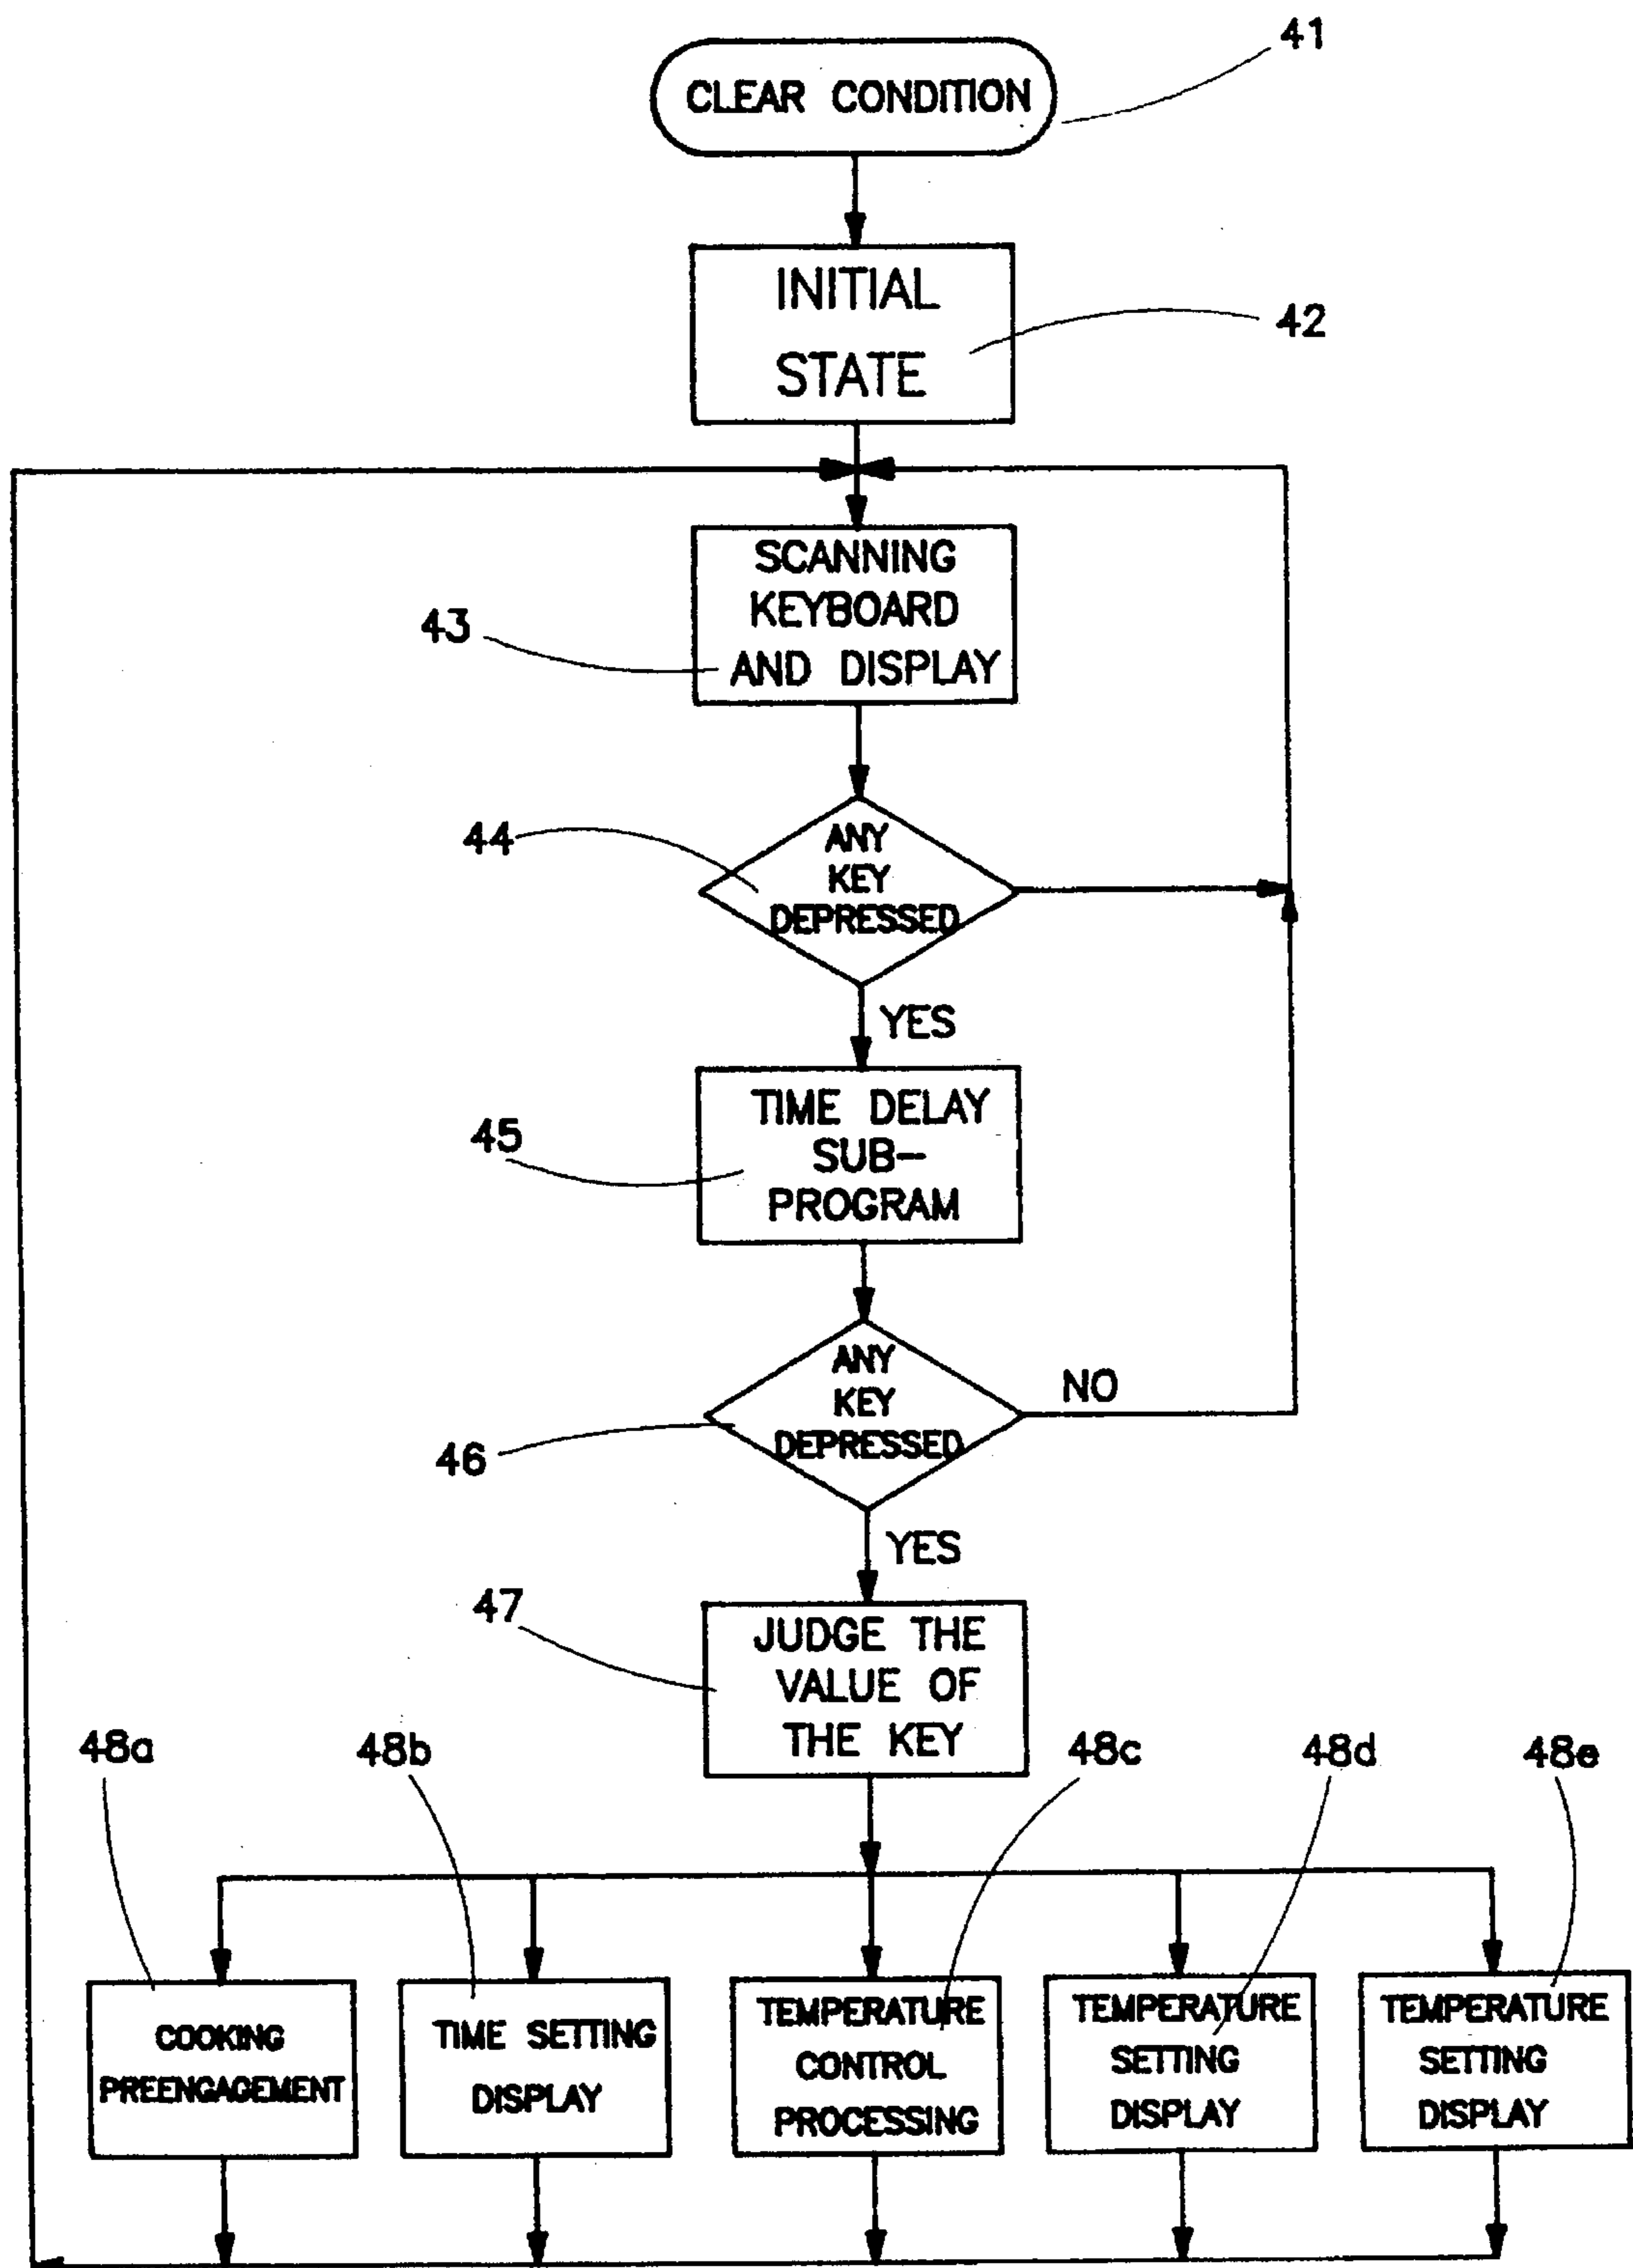 41
CLEAR CONDITION
INITIAL
STATE
42
SCANNING
KEYBOARD
AND DISPLAY
43
44
ANY
KEY
DEPRESSED
YES
TIME DELAY
SUB-
PROGRAM
45
ANY
KEY
DEPRESSED
NO
46
YES
47
JUDGE THE
VALUE OF
THE KEY
48a
48b
48c
48d
48e
COOKING
PREENGAGEMENT
TIME SETTING
DISPLAY
TEMPERATURE
CONTROL
PROCESSING
TEMPERATURE
SETTING
DISPLAY
TEMPERATURE
SETTING
DISPLAY